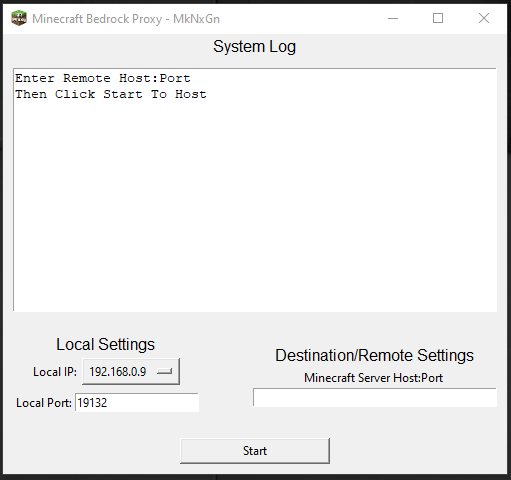 Minecraft Bedrock Proxy - MkNxGn
System Log
Enter Remote Host:Port
Then Click Start To Host
Local Settings
Local IP: 192.168.0.9
Local Port: 19132
Destination/Remote Settings
Minecraft Server Host:Port
Start